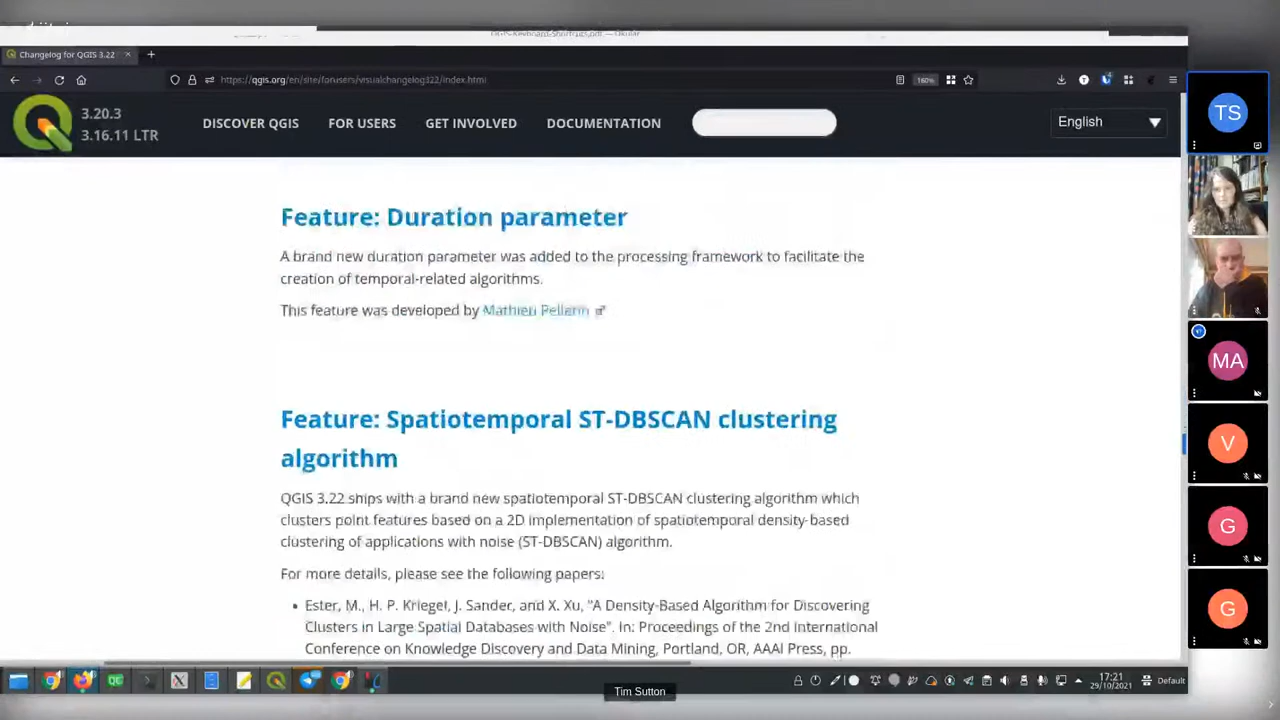 QGIS-Keyboard-Shortcuts.pdf — Okular
Changelog for QGIS 3.22
https://qgis.org/en/site/forusers/visualchangelog322/index.html
160%
3.20.3
3.16.11 LTR
DISCOVER QGIS
FOR USERS
GET INVOLVED
DOCUMENTATION
English
TS
Feature: Duration parameter
A brand new duration parameter was added to the processing framework to facilitate the
creation of temporal-related algorithms.
This feature was developed by Mathieu Pellerin
MA
Feature: Spatiotemporal ST-DBSCAN clustering
algorithm
V
QGIS 3.22 ships with a brand new spatiotemporal ST-DBSCAN clustering algorithm which
clusters point features based on a 2D implementation of spatiotemporal density-based
clustering of applications with noise (ST-DBSCAN) algorithm.
G
For more details, please see the following papers:
Ester, M., H. P. Kriegel, J. Sander, and X. Xu, "A Density-Based Algorithm for Discovering
Clusters in Large Spatial Databases with Noise". In: Proceedings of the 2nd International
Conference on Knowledge Discovery and Data Mining, Portland, OR, AAAI Press, pp.
G
17:21
29/10/2021
Default
Tim Sutton